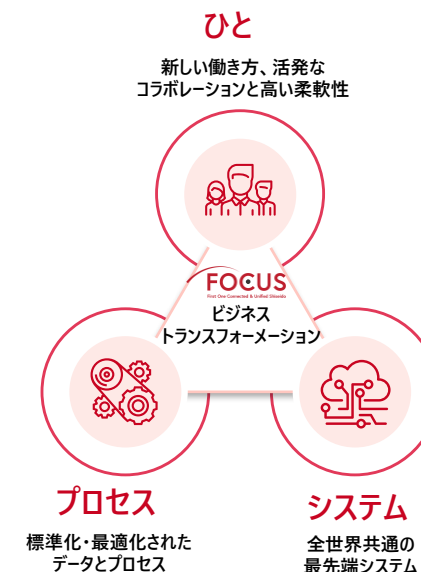 ひと
新しい働き方、活発な
コラボレーションと高い柔軟性
FOCUS
First One Connected & Unified Shiseido
ビジネス
トランスフォーメーション
プロセス
標準化・最適化された
データとプロセス
システム
全世界共通の
最先端システム